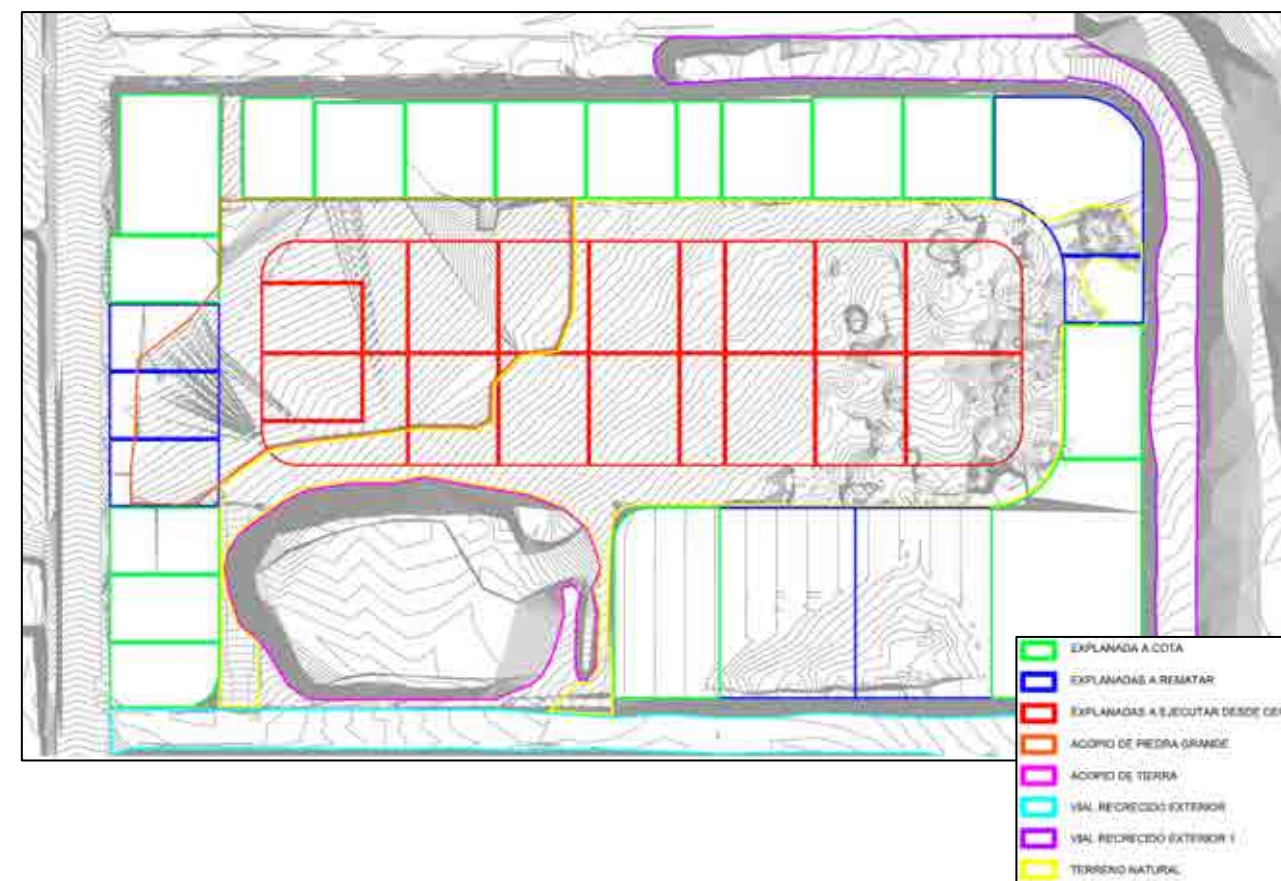 EXPLANADA A COTA
EXPLANADAS A REMATAR
EXPLANADAS A EJECUTAR DESDE CER
ACOPIO DE PIEDRA GRANDE
ACOPIO DE TIERRA
VIAL RECRECIDO EXTERIOR
VIAL RECRECIDO EXTERIOR 1
TERRENO NATURAL